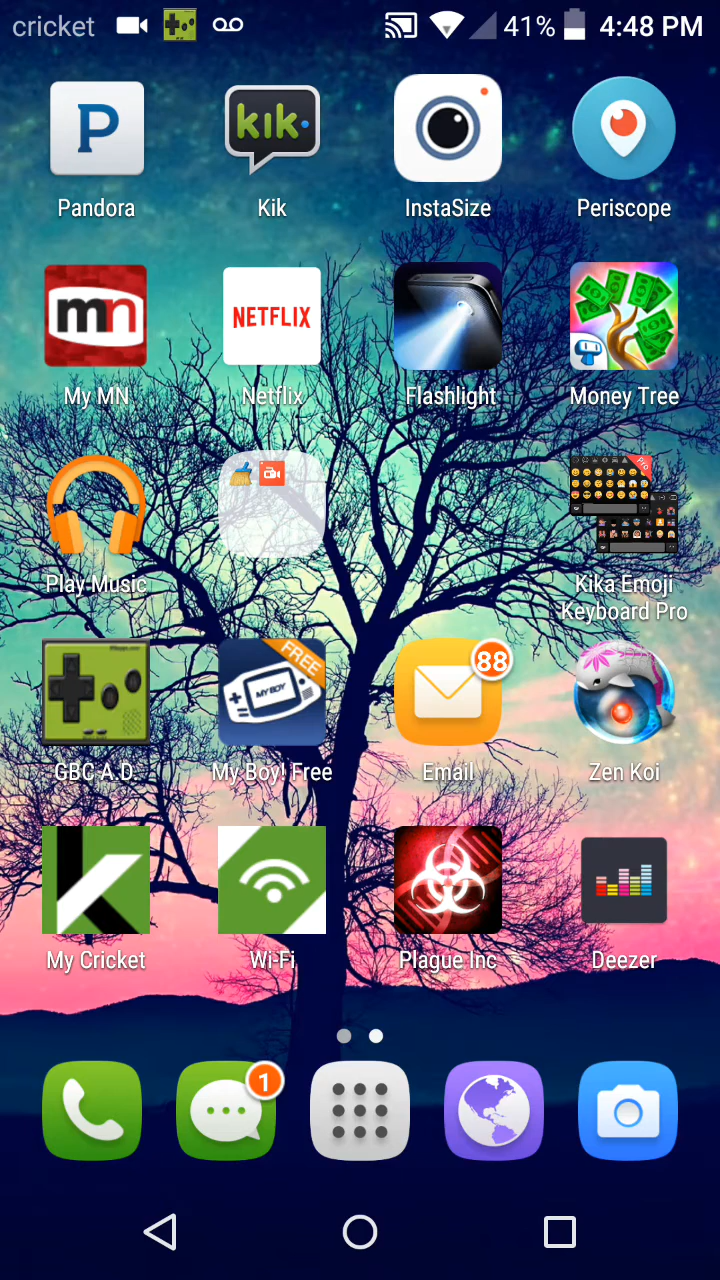 cricket 41% 4:48 PM
P
kik.
Pandora Kik InstaSize Periscope
mn
NETFLIX
My MN Netflix Flashlight Money Tree
pro
Play Music Kika Emoji
Keyboard Pro
FREE
MY BOY!
88
GBC A.D. My Boy! Free Email Zen Koi
My Cricket Wi-Fi Plague Inc Deezer
1